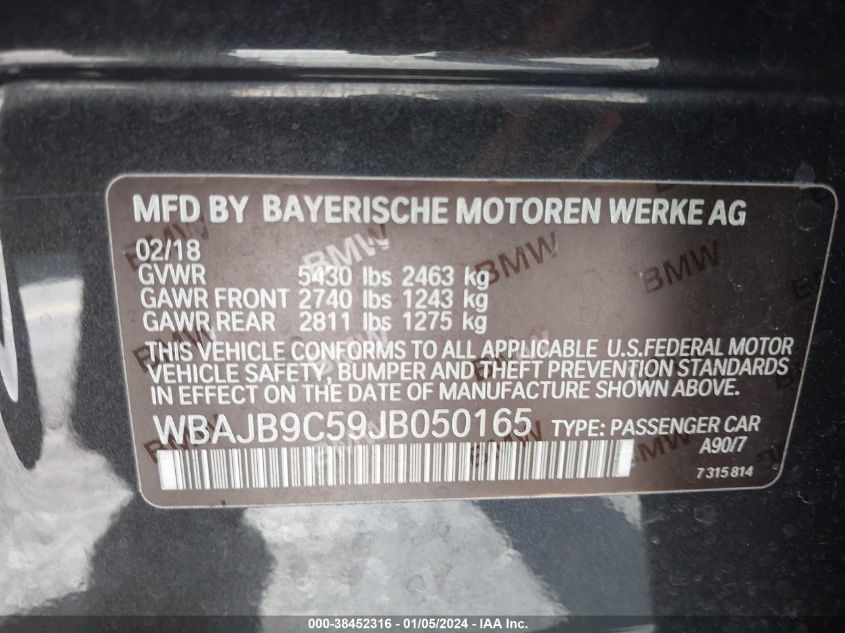 MFD BY BAYERISCHE MOTOREN WERKE AG
02/18
GVWR 5430 lbs 2463 kg
GAWR FRONT 2740 lbs 1243 kg
GAWR REAR 2811 lbs 1275 kg
THIS VEHICLE CONFORMS TO ALL APPLICABLE U.S.FEDERAL MOTOR
VEHICLE SAFETY, BUMPER AND THEFT PREVENTION STANDARDS
IN EFFECT ON THE DATE OF MANUFACTURE SHOWN ABOVE.
WBAJB9C59JB050165 TYPE: PASSENGER CAR
A90/7
7 315 814
000-38452316 - 01/05/2024 - IAA Inc.